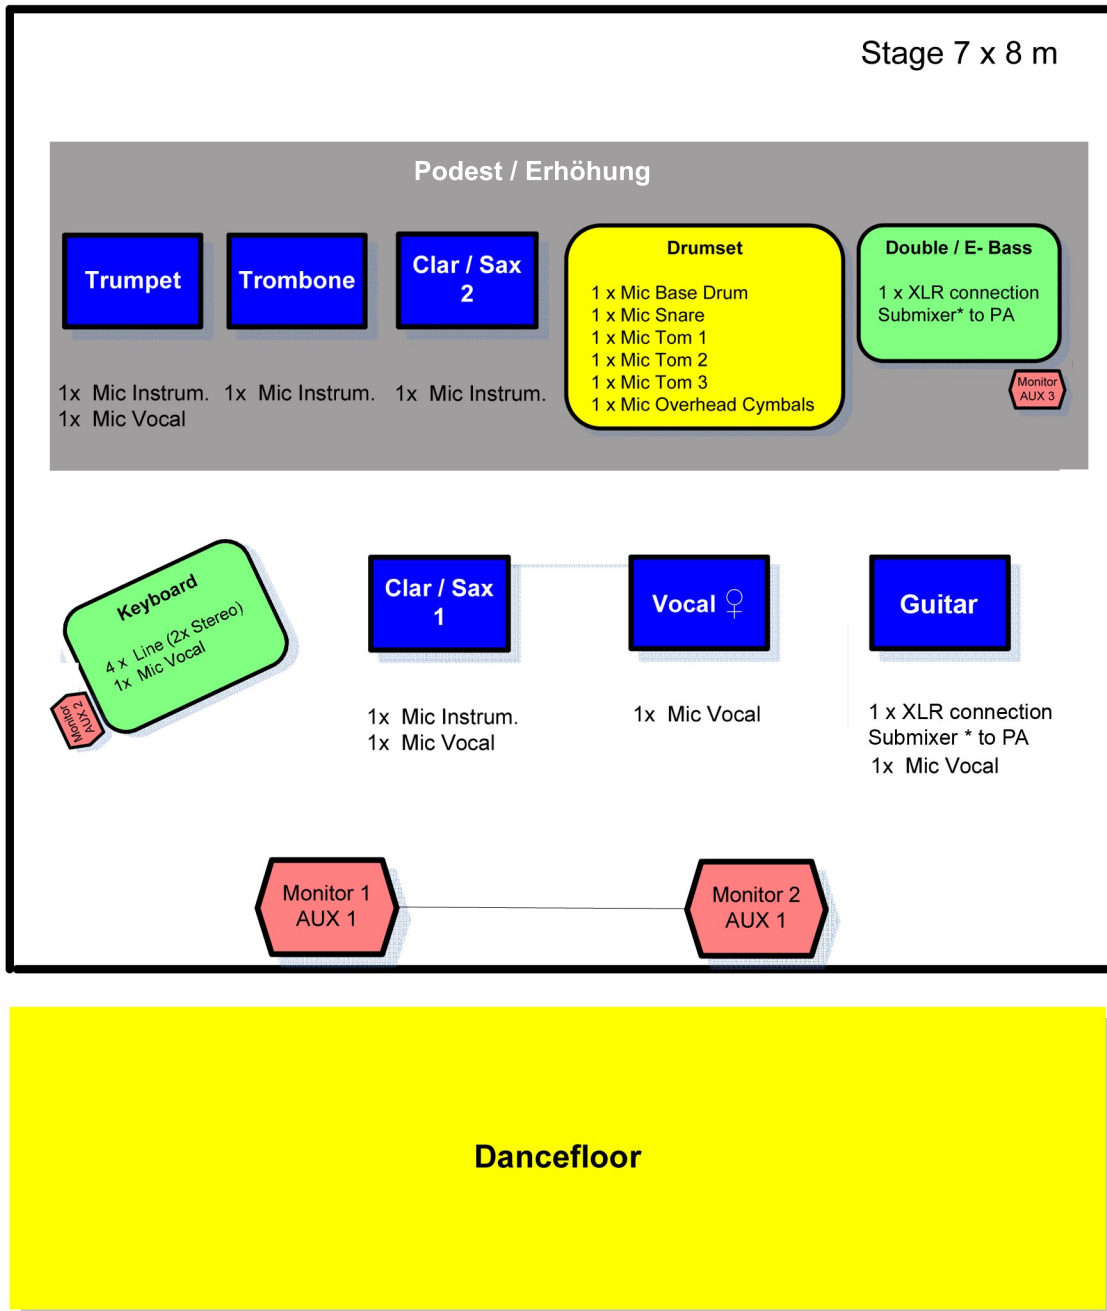 Stage 7 x 8 m
Podest / Erhöhung
Trumpet
1x Mic Instrum.
1x Mic Vocal
Trombone
1x Mic Instrum.
Clar / Sax
2
1x Mic Instrum.
Drumset
1 x Mic Base Drum
1 x Mic Snare
1 x Mic Tom 1
1 x Mic Tom 2
1 x Mic Tom 3
1 x Mic Overhead Cymbals
Double / E- Bass
1 x XLR connection
Submixer* to PA
Monitor
AUX 3
Keyboard
4 x Line (2x Stereo)
1x Mic Vocal
Monitor
AUX 2
Clar / Sax
1
1x Mic Instrum.
1x Mic Vocal
Vocal ♀
1x Mic Vocal
Guitar
1 x XLR connection
Submixer * to PA
1x Mic Vocal
Monitor 1
AUX 1
Monitor 2
AUX 1
Dancefloor